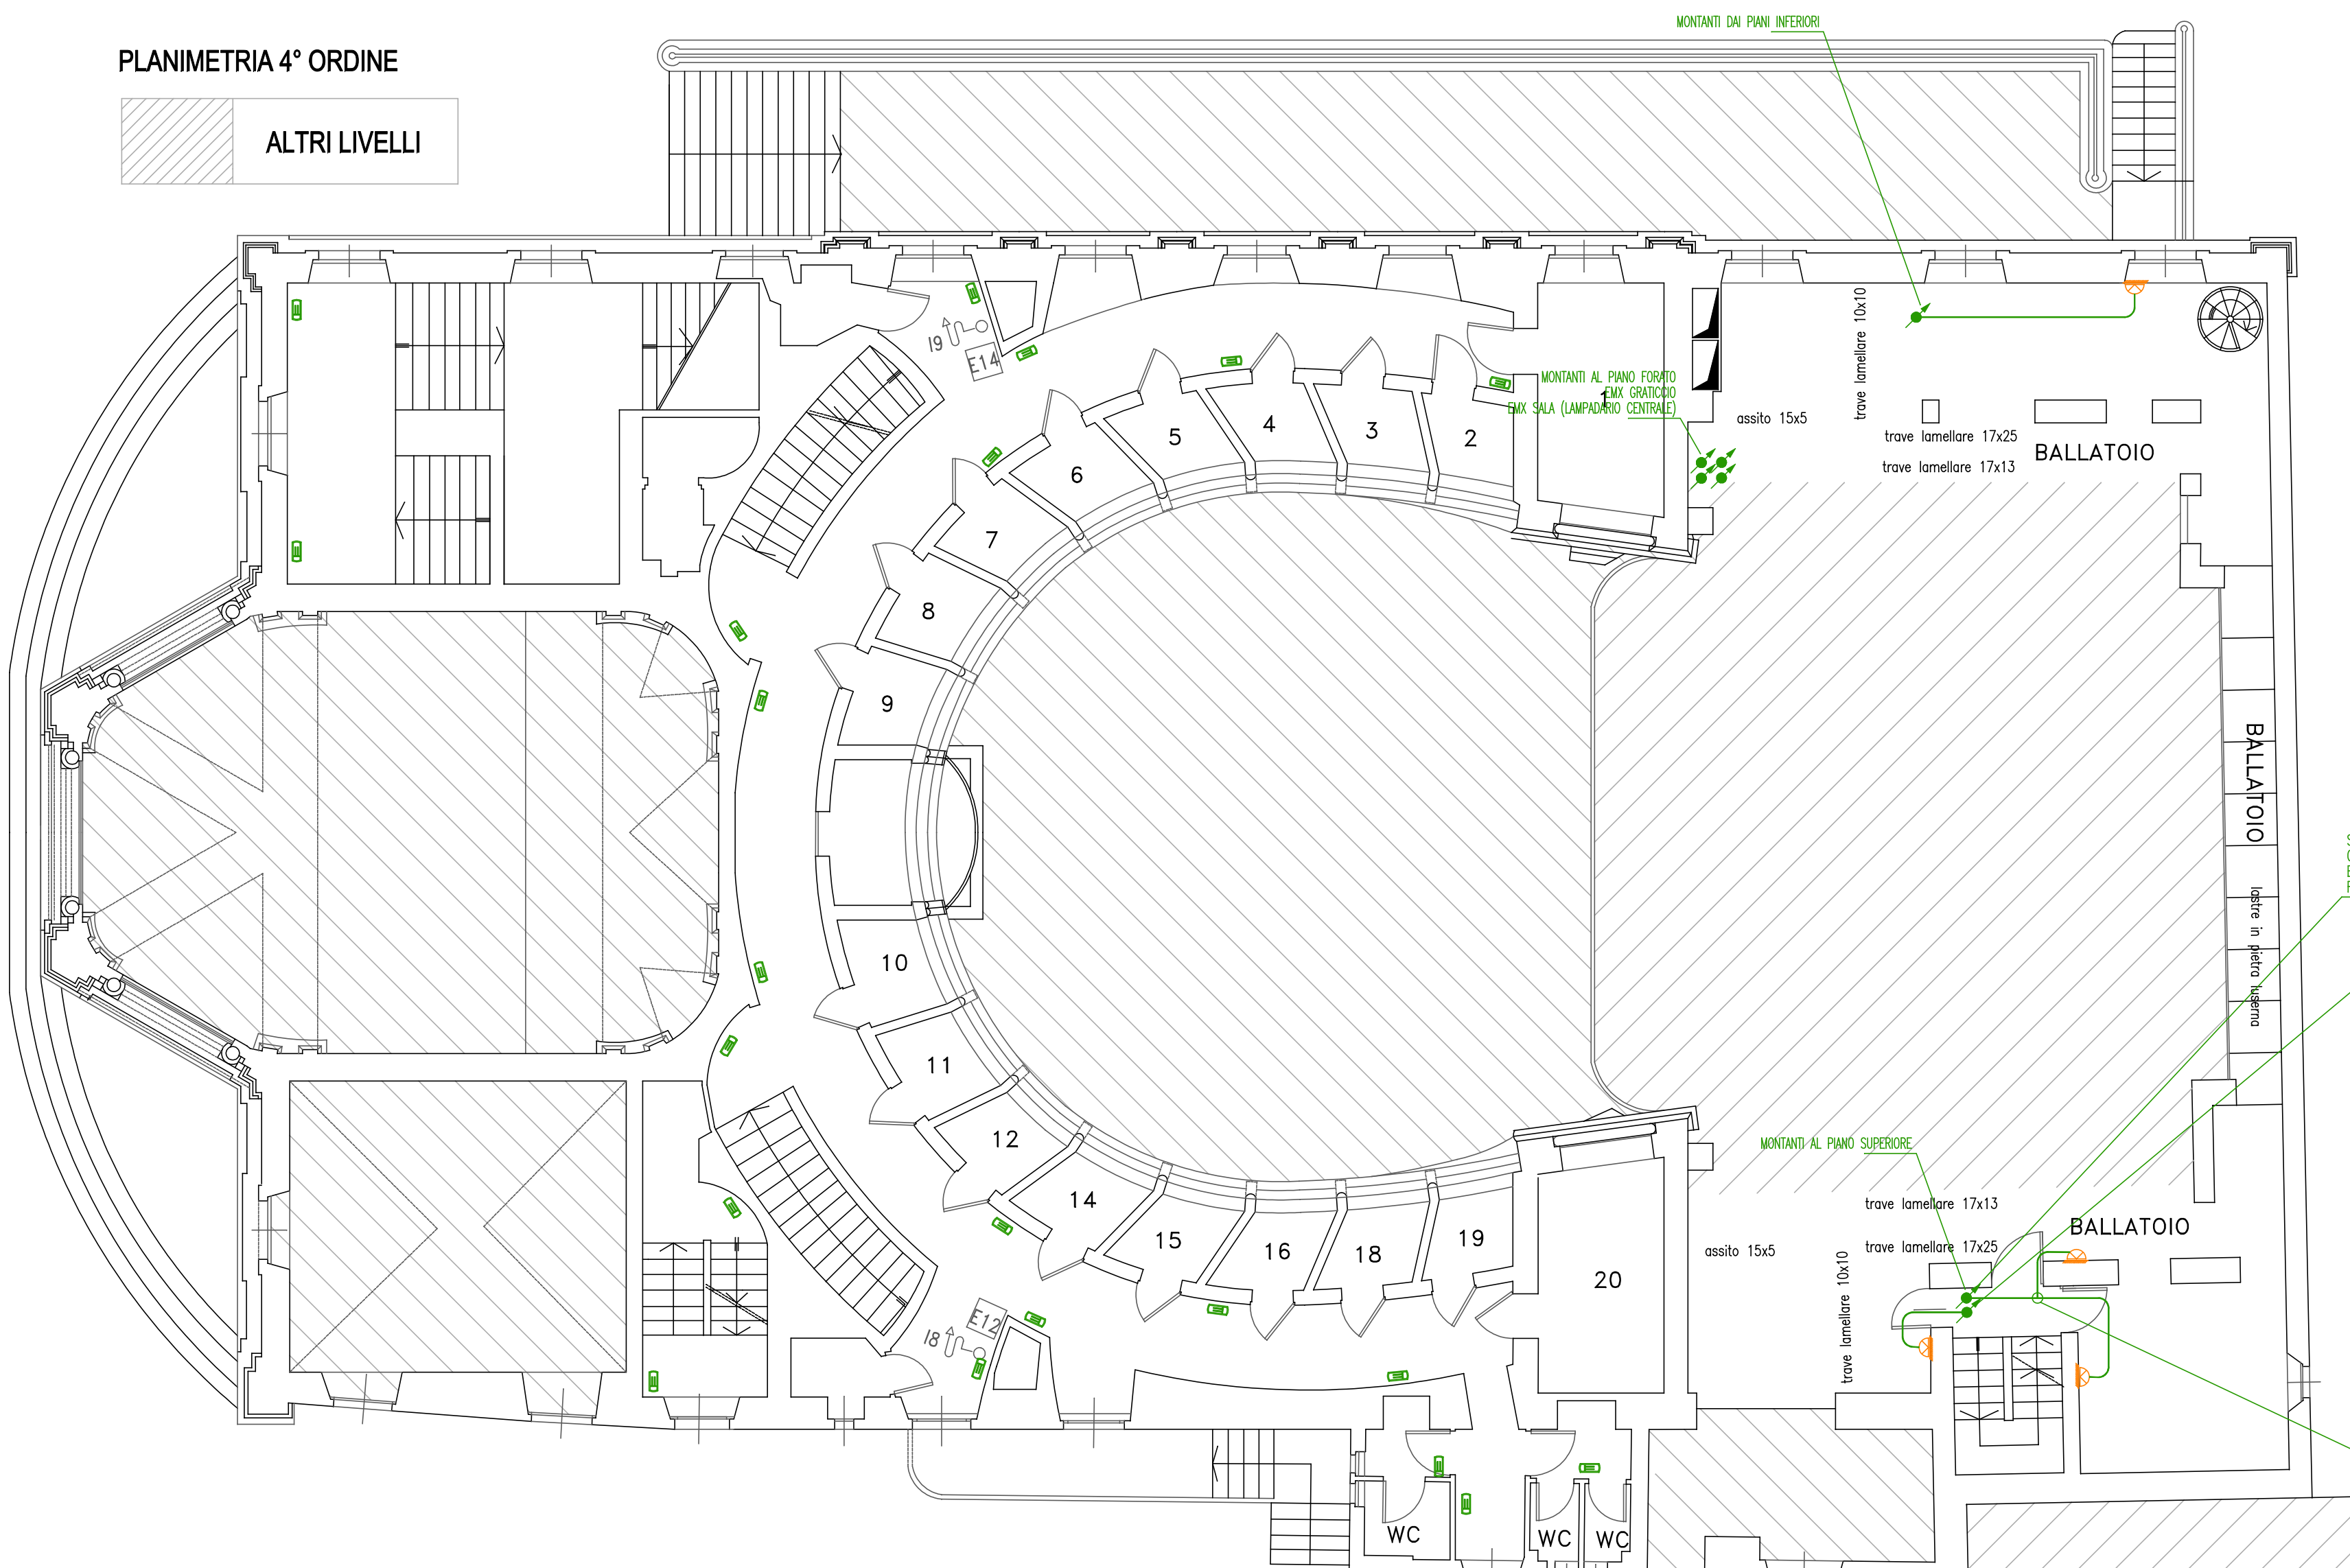 MONTANTI DAI PIANI INFERIORI
PLANIMETRIA 4° ORDINE
ALTRI LIVELLI
I9
E14
MONTANTI AL PIANO FORATO
EMX GRATICCIO
EMX SALA (LAMPADARIO CENTRALE)
1
2
3
4
5
6
7
8
9
trave lamellare 10x10
assito 15x5
trave lamellare 17x25
trave lamellare 17x13
BALLATOIO
BALLATOIO
lastre in pietra luserna
10
11
12
14
15
16
18
19
20
MONTANTI AL PIANO SUPERIORE
trave lamellare 17x13
BALLATOIO
trave lamellare 17x25
assito 15x5
trave lamellare 10x10
E12
I8
WC
WC
WC